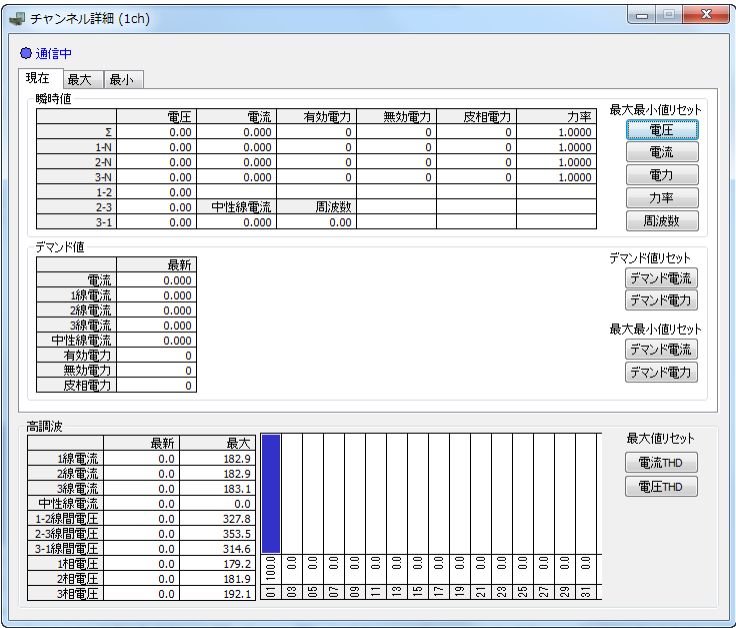 チャンネル詳細 (1ch)
通信中
現在 最大 最小
瞬時値
電圧 電流 有効電力 無効電力 皮相電力 力率
Σ 0.00 0.000 0 0 0 1.0000
1-N 0.00 0.000 0 0 0 1.0000
2-N 0.00 0.000 0 0 0 1.0000
3-N 0.00 0.000 0 0 0 1.0000
1-2 0.00
2-3 0.00 中性線電流 周波数
3-1 0.00 0.000 0.00
最大最小値リセット
電圧
電流
電力
力率
周波数
デマンド値
最新
電流 0.000
1線電流 0.000
2線電流 0.000
3線電流 0.000
中性線電流 0.000
有効電力 0
無効電力 0
皮相電力 0
デマンド値リセット
デマンド電流
デマンド電力
最大最小値リセット
デマンド電流
デマンド電力
高調波
最新 最大
1線電流 0.0 182.9
2線電流 0.0 182.9
3線電流 0.0 183.1
中性線電流 0.0 0.0
1-2線間電圧 0.0 327.8
2-3線間電圧 0.0 353.5
3-1線間電圧 0.0 314.6
1相電圧 0.0 179.2
2相電圧 0.0 181.9
3相電圧 0.0 192.1
100.0 0.0 0.0 0.0 0.0 0.0 0.0 0.0 0.0 0.0 0.0 0.0 0.0 0.0 0.0 0.0
01 03 05 07 09 11 13 15 17 19 21 23 25 27 29 31
最大値リセット
電流THD
電圧THD